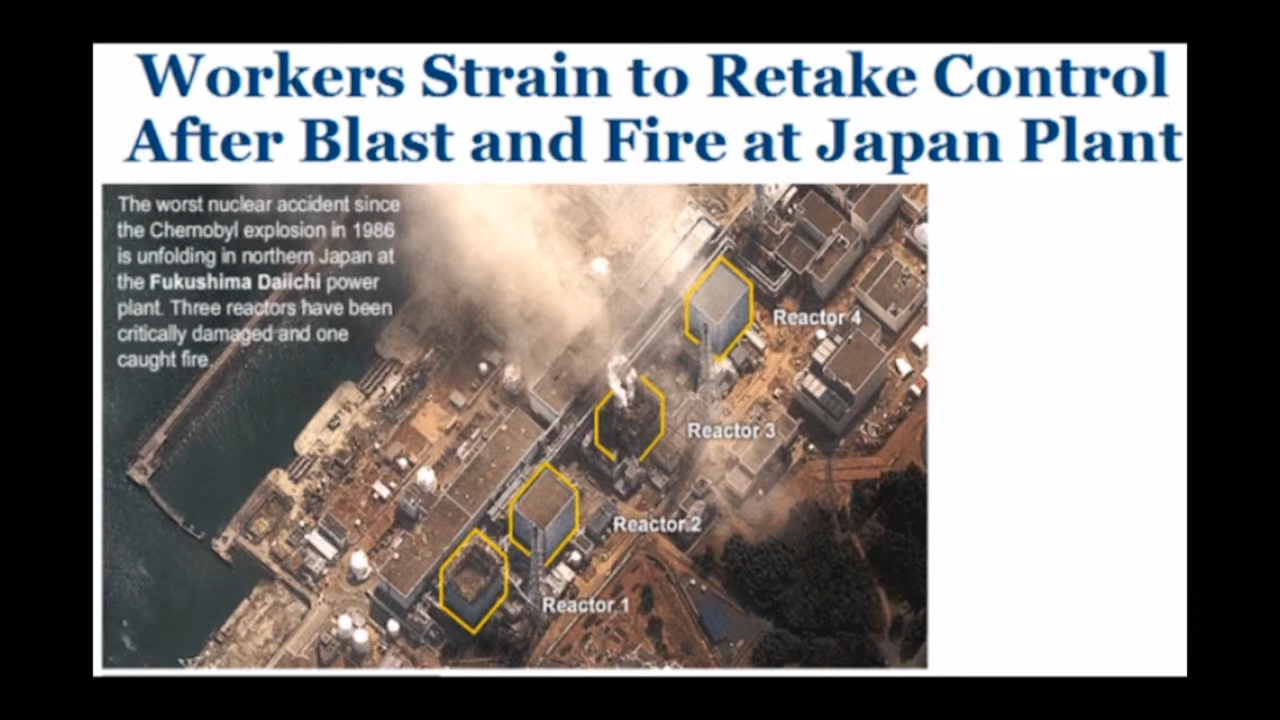 Workers Strain to Retake Control
After Blast and Fire at Japan Plant
The worst nuclear accident since
the Chernobyl explosion in 1986
is unfolding in northern Japan at
the Fukushima Daiichi power
plant. Three reactors have been
critically damaged and one
caught fire.
Reactor 4
Reactor 3
Reactor 2
Reactor 1